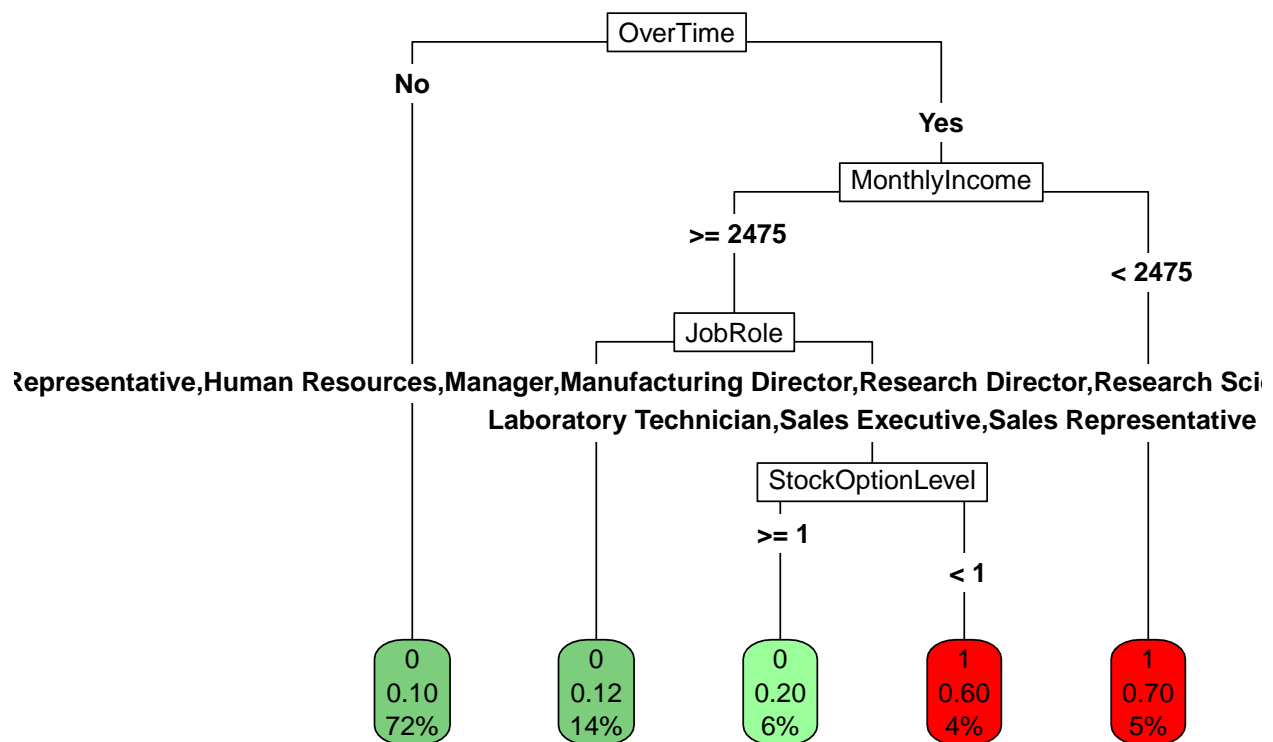 OverTime
No
Yes
MonthlyIncome
>= 2475
< 2475
JobRole
Representative,Human Resources,Manager,Manufacturing Director,Research Director,Research
Laboratory Technician,Sales Executive,Sales Representative
StockOptionLevel
>= 1
< 1
0 0 0 1 1
0.10 0.12 0.20 0.60 0.70
72% 14% 6% 4% 5%